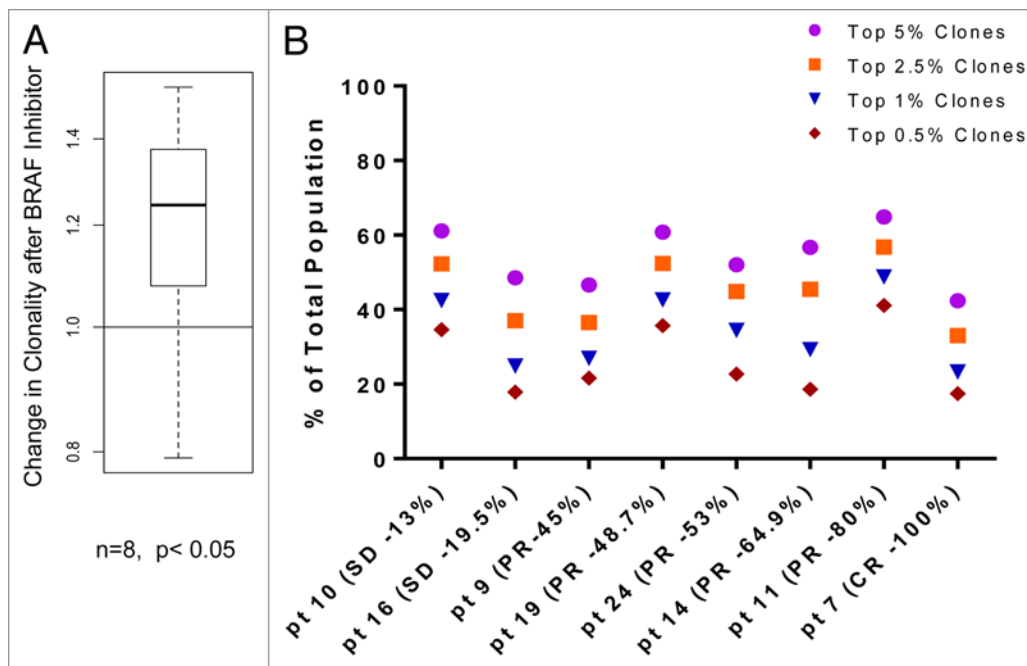 A
Change in Clonality after BRAF Inhibitor
1.4
1.2
1.0
0.8
n=8, p< 0.05
B
Top 5% Clones
Top 2.5% Clones
Top 1% Clones
Top 0.5% Clones
% of Total Population
100
80
60
40
20
0
pt 10 (SD -13%)
pt 16 (SD -19.5%)
pt 9 (PR-45%)
pt 19 (PR -48.7%)
pt 24 (PR -53%)
pt 14 (PR -64.9%)
pt 11 (PR -80%)
pt 7 (CR -100%)